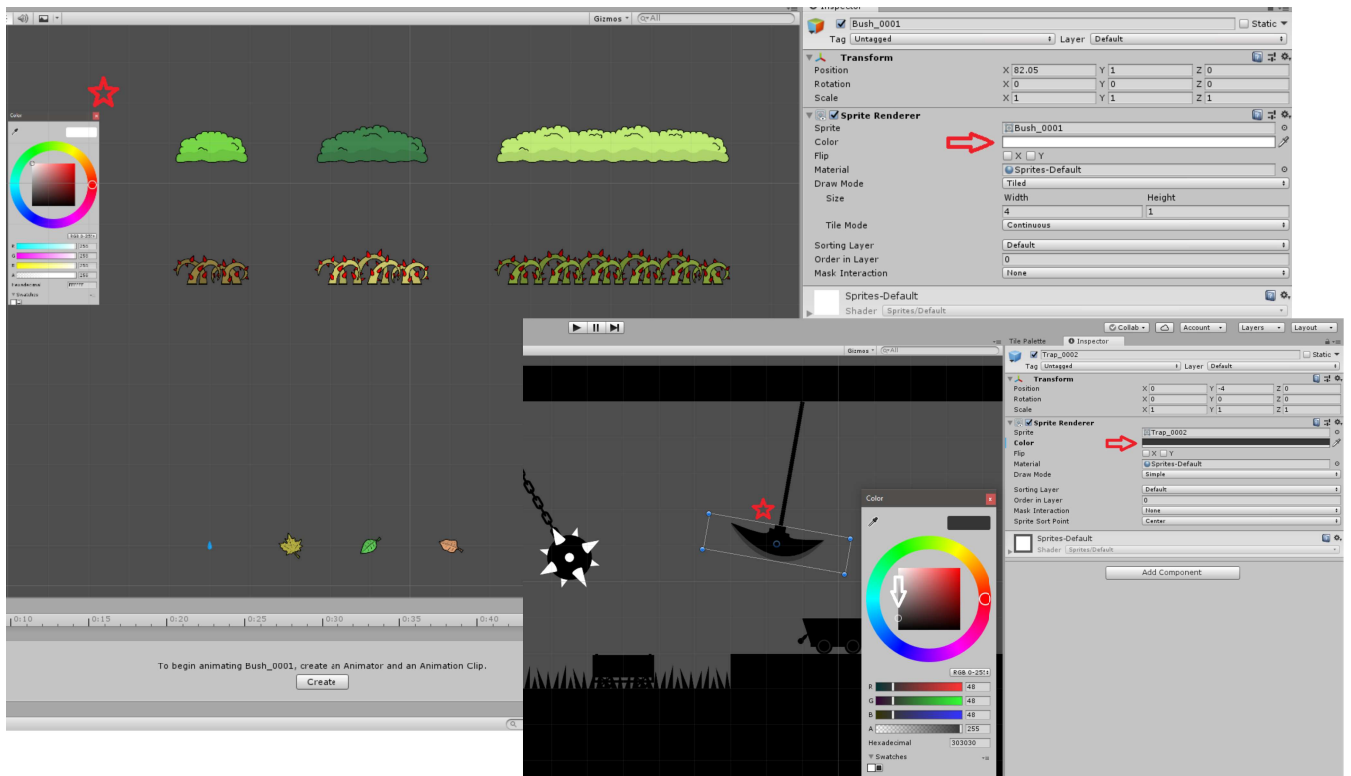 Gizmos All
Inspector
Bush_0001 Static
Tag Untagged Layer Default
Transform
Position X 82.05 Y 1 Z 0
Rotation X 0 Y 0 Z 0
Scale X 1 Y 1 Z 1
Sprite Renderer
Sprite Bush_0001
Color
Flip X Y
Material Sprites-Default
Draw Mode Tiled
Size Width Height
4 1
Tile Mode Continuous
Sorting Layer Default
Order in Layer 0
Mask Interaction None
Sprites-Default
Shader Sprites/Default
Color
R
G
Hexadecimal
Swatches
0:10 0:15 0:20 0:25 0:30 0:35 0:40
To begin animating Bush_0001, create an Animator and an Animation Clip.
Create
Collab Account Layers Layout
Gizmos All
Tile Palette Inspector
Trap_0002 Static
Tag Untagged Layer Default
Transform
Position X 0 Y -4 Z 0
Rotation X 0 Y 0 Z 0
Scale X 1 Y 1 Z 1
Sprite Renderer
Sprite Trap_0002
Color
Flip X Y
Material Sprites-Default
Draw Mode Simple
Sorting Layer Default
Order in Layer 0
Mask Interaction None
Sprite Sort Point Center
Sprites-Default
Shader Sprites/Default
Add Component
Color
RGB 0-255
R 48
G 48
B 48
A 255
Hexadecimal 303030
Swatches